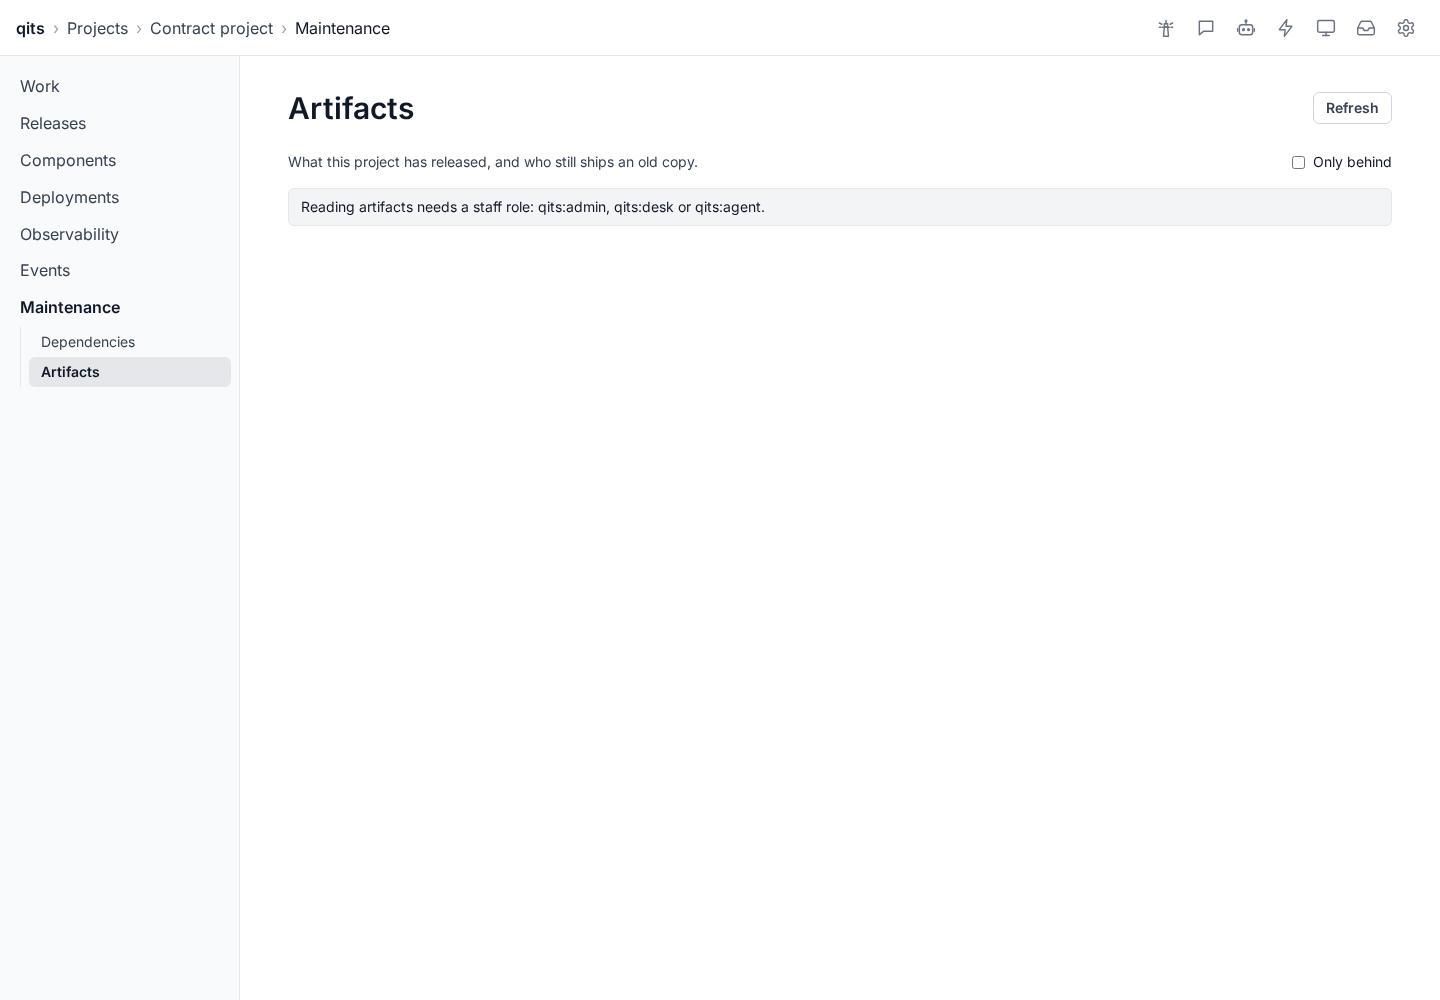 qits › Projects › Contract project › Maintenance
Work
Releases
Components
Deployments
Observability
Events
Maintenance
Dependencies
Artifacts
Artifacts
Refresh
What this project has released, and who still ships an old copy.
Only behind
Reading artifacts needs a staff role: qits:admin, qits:desk or qits:agent.